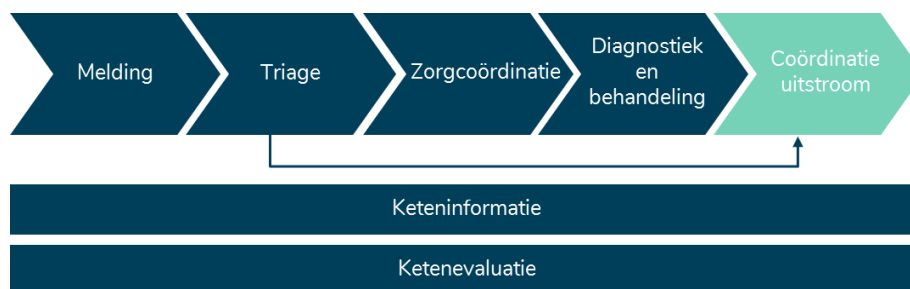 Melding
Triage
Zorgcoördinatie
Diagnostiek
en
behandeling
Coördinatie
uitstroom
Keteninformatie
Ketenevaluatie